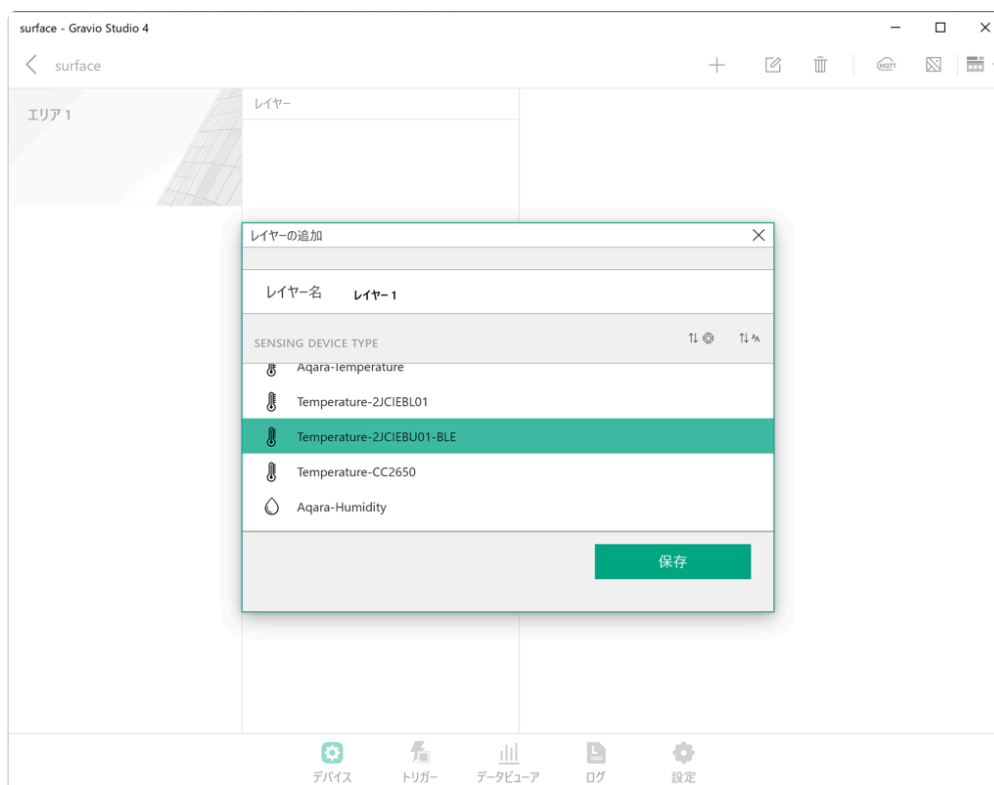 surface - Gravio Studio 4
surface
MQTT
エリア 1
レイヤー
レイヤーの追加
レイヤー名 レイヤー 1
SENSING DEVICE TYPE
Aqara-Temperature
Temperature-2JCIEBL01
Temperature-2JCIEBU01-BLE
Temperature-CC2650
Aqara-Humidity
保存
デバイス トリガー データビューア ログ 設定